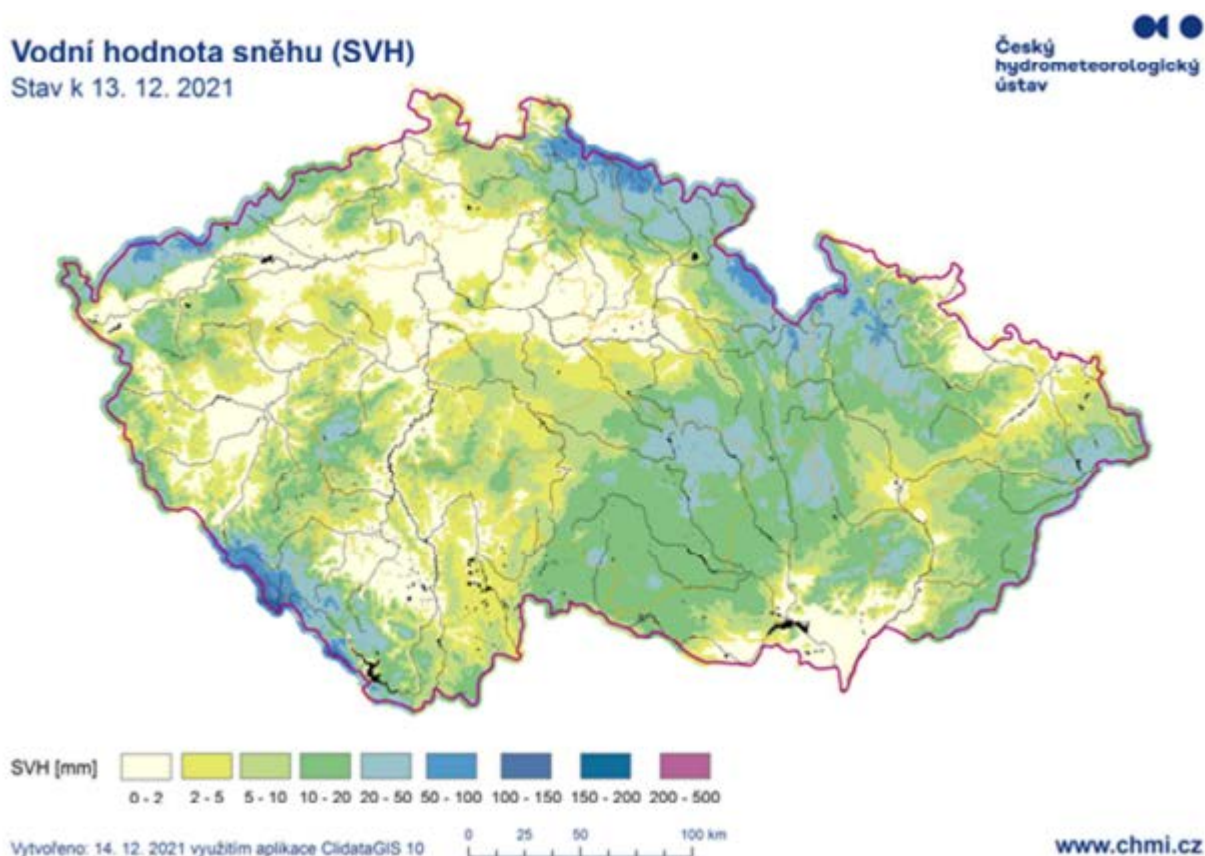 Vodní hodnota sněhu (SVH)
Stav k 13. 12. 2021
Český
hydrometeorologický
ústav
SVH [mm]
0 - 2 2 - 5 5 - 10 10 - 20 20 - 50 50 - 100 100 - 150 150 - 200 200 - 500
0 25 50 100 km
Vytvořeno: 14. 12. 2021 využitím aplikace ClidataGIS 10
www.chmi.cz